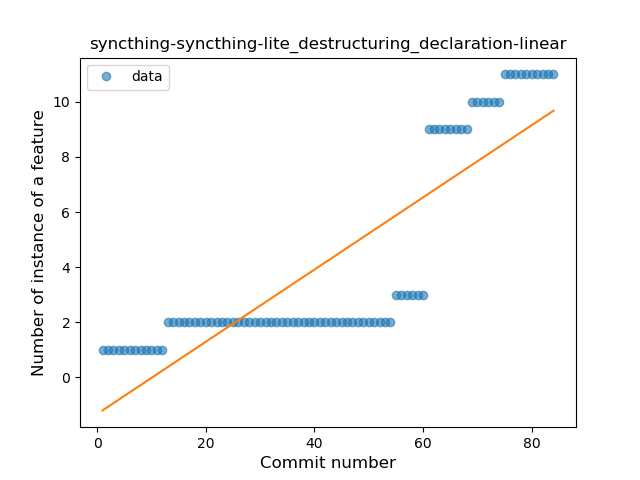 syncthing-syncthing-lite_destructuring_declaration-linear
data
Number of instance of a feature
10
8
6
4
2
0
0 20 40 60 80
Commit number